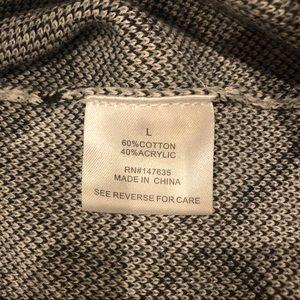 L
60%COTTON
40%ACRYLIC
RN#147635
MADE IN CHINA
SEE REVERSE FOR CARE